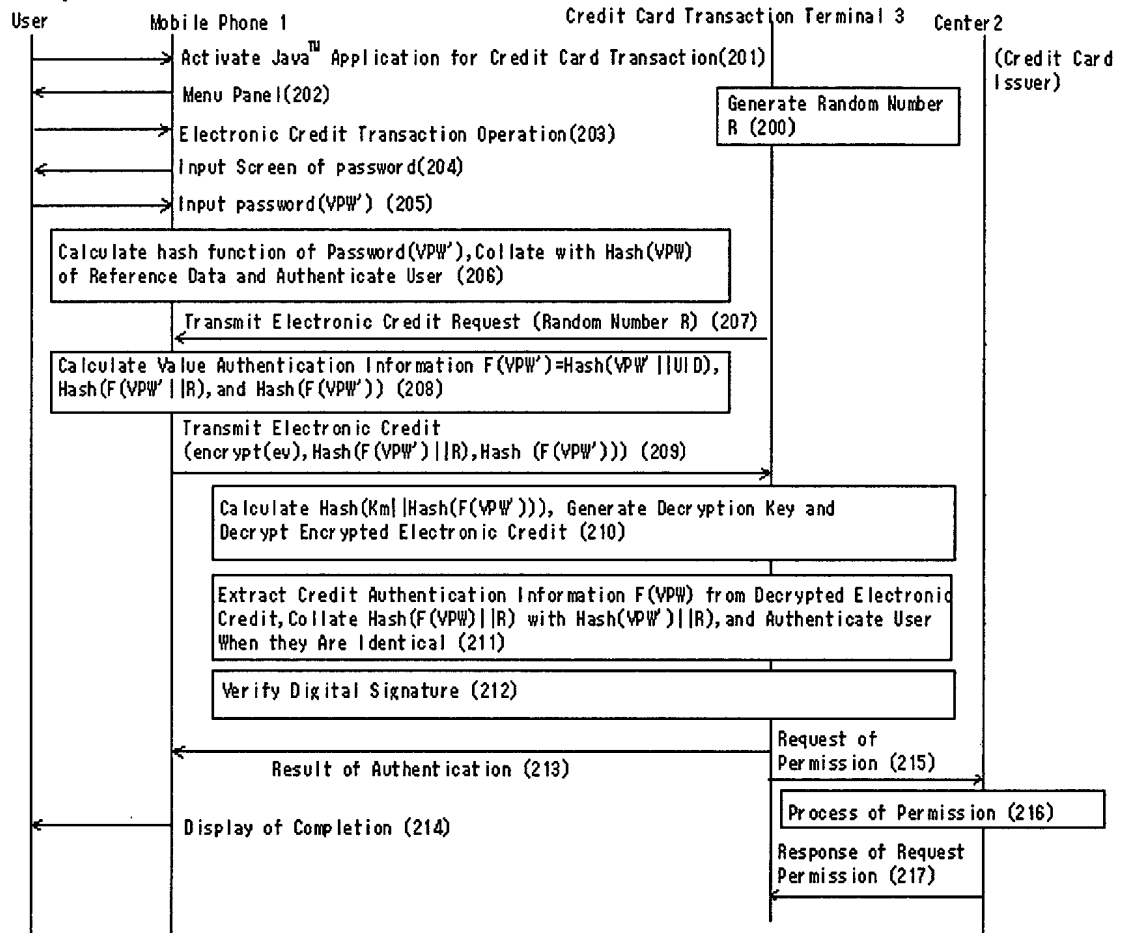 User
Mobile Phone 1
Credit Card Transaction Terminal 3
Center2
(Credit Card
Issuer)
Activate Java™ Application for Credit Card Transaction(201)
Menu Panel(202)
Generate Random Number
R (200)
Electronic Credit Transaction Operation(203)
Input Screen of password(204)
Input password(VPW') (205)
Calculate hash function of Password(VPW'),Collate with Hash(VPW)
of Reference Data and Authenticate User (206)
Transmit Electronic Credit Request (Random Number R) (207)
Calculate Value Authentication Information F(VPW')=Hash(VPW'||UID),
Hash(F(VPW'||R),and Hash(F(VPW')) (208)
Transmit Electronic Credit
(encrypt(ev),Hash(F(VPW')||R),Hash (F(VPW'))) (209)
Calculate Hash(Km||Hash(F(VPW'))), Generate Decryption Key and
Decrypt Encrypted Electronic Credit (210)
Extract Credit Authentication Information F(VPW) from Decrypted Electronic
Credit,Collate Hash(F(VPW)||R) with Hash(VPW')||R),and Authenticate User
When they Are Identical (211)
Verify Digital Signature (212)
Result of Authentication (213)
Request of
Permission (215)
Process of Permission (216)
Display of Completion (214)
Response of Request
Permission (217)